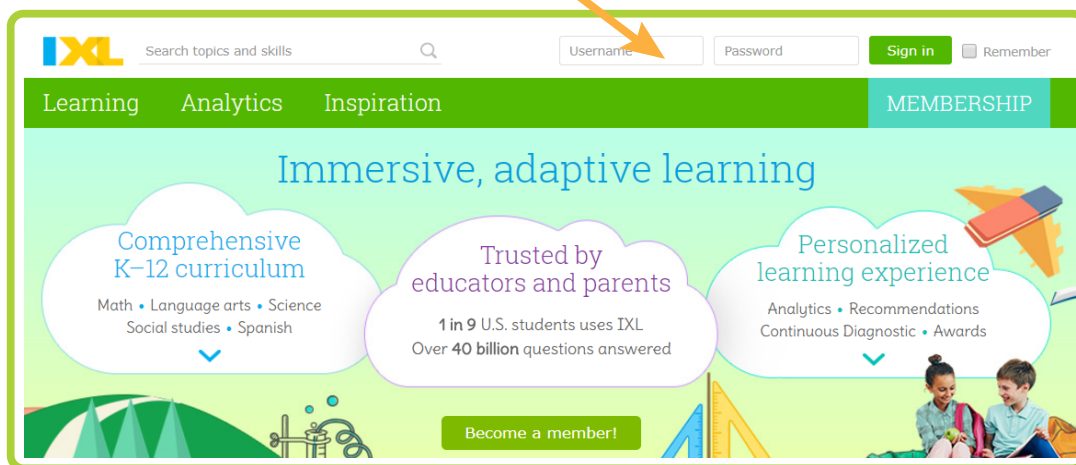 IXL
Search topics and skills
Username
Password
Sign in
Remember
Learning
Analytics
Inspiration
MEMBERSHIP
Immersive, adaptive learning
Comprehensive
K–12 curriculum
Math • Language arts • Science
Social studies • Spanish
Trusted by
educators and parents
1 in 9 U.S. students uses IXL
Over 40 billion questions answered
Personalized
learning experience
Analytics • Recommendations
Continuous Diagnostic • Awards
Become a member!